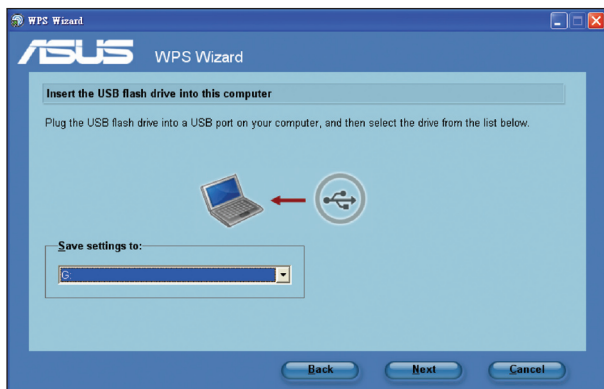 WPS Wizard
ASUS WPS Wizard
Insert the USB flash drive into this computer
Plug the USB flash drive into a USB port on your computer, and then select the drive from the list below.
Save settings to:
G:
Back Next Cancel